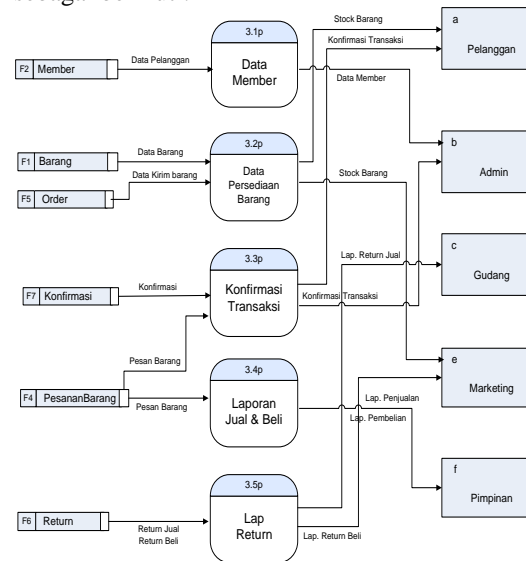 a
Stock Barang
3.1p
Konfirmasi Transaksi
Pelanggan
Data Pelanggan
Data
Member
F2 Member
Data Member
b
3.2p
Data Barang
F1 Barang
Data
Persediaan
Barang
Stock Barang
Admin
Data Kirim barang
F5 Order
c
3.3p
Lap. Return Jual
Gudang
Konfirmasi
Konfirmasi
Transaksi
F7 Konfirmasi
Konfirmasi Transaksi
e
Pesan Barang
3.4p
Marketing
F4 PesananBarang
Pesan Barang
Laporan
Jual & Beli
Lap. Penjualan
Lap. Pembelian
f
3.5p
Pimpinan
Lap
Return
F6 Return
Return Jual
Return Beli
Lap. Return Beli